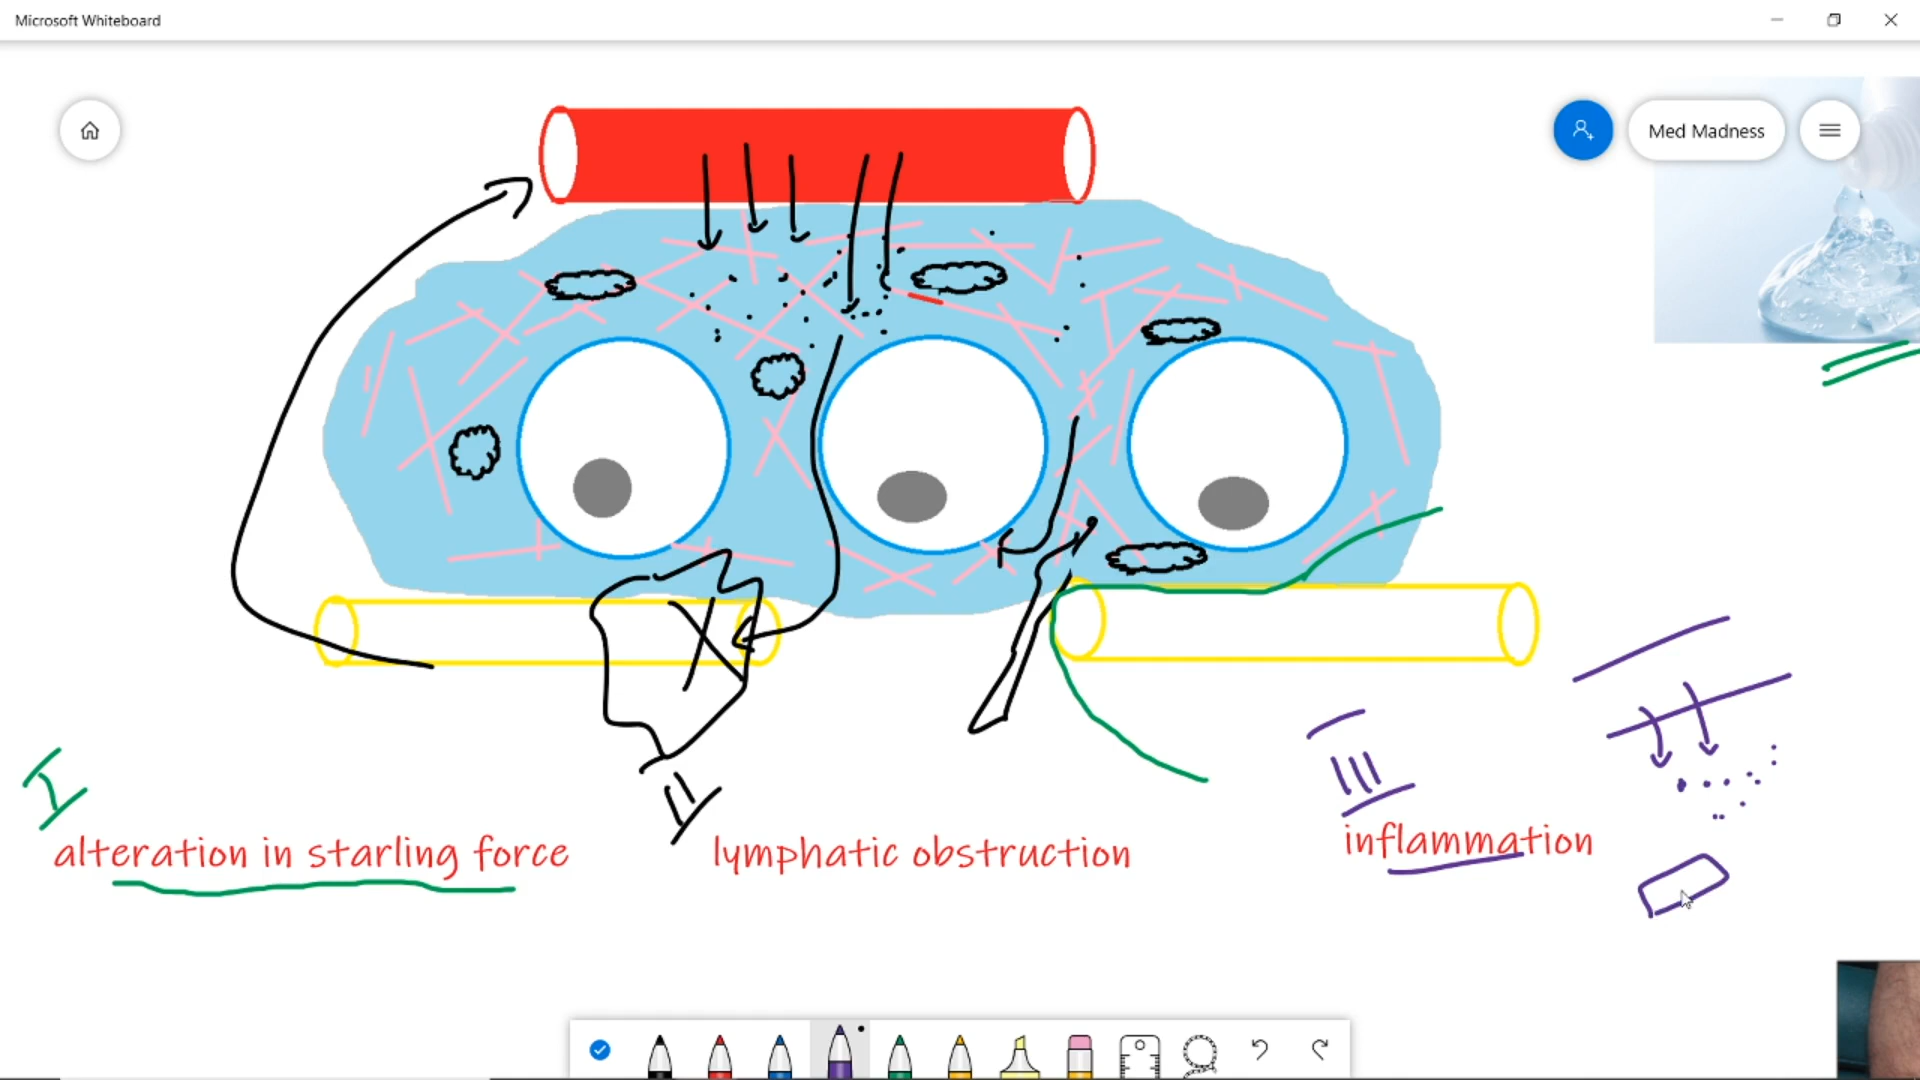 Microsoft Whiteboard
Med Madness
I
II
III
alteration in starling force
lymphatic obstruction
inflammation